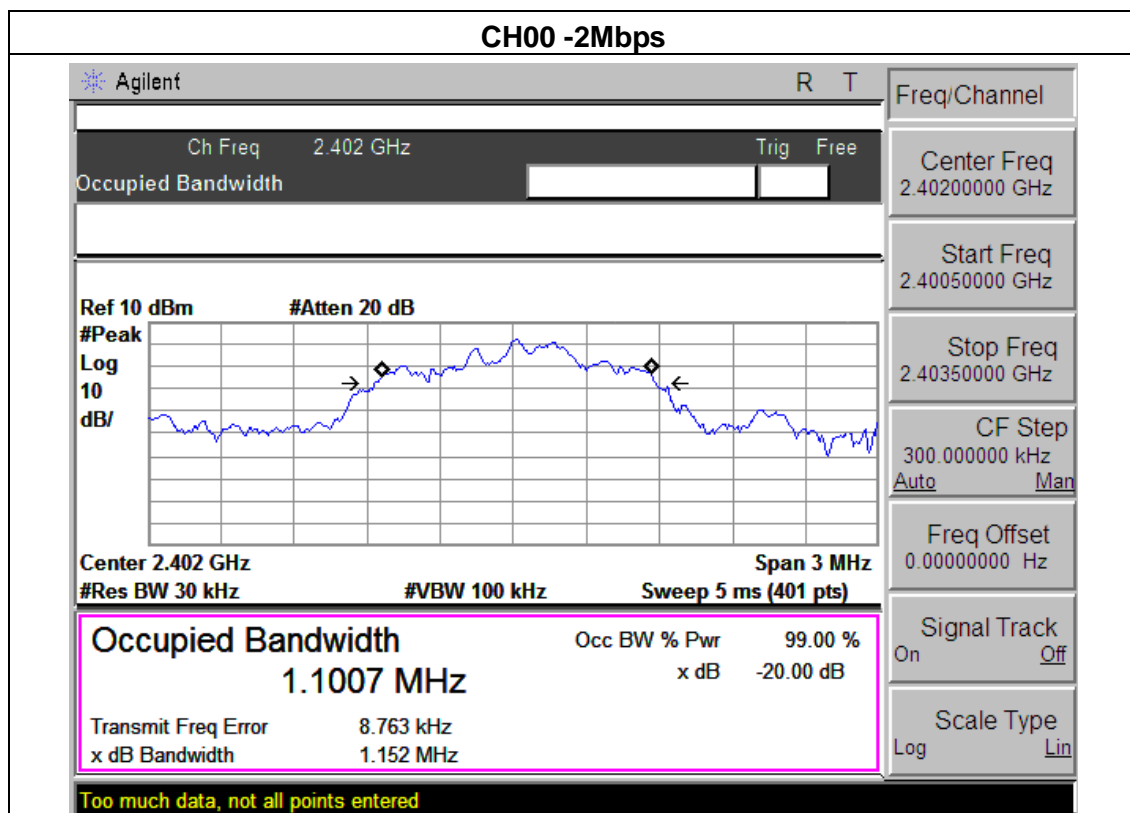 CH00 -2Mbps
Agilent R T
Ch Freq 2.402 GHz Trig Free
Occupied Bandwidth
Ref 10 dBm #Atten 20 dB
#Peak
Log
10
dB/
Center 2.402 GHz Span 3 MHz
#Res BW 30 kHz #VBW 100 kHz Sweep 5 ms (401 pts)
Occupied Bandwidth Occ BW % Pwr 99.00 %
1.1007 MHz x dB -20.00 dB
Transmit Freq Error 8.763 kHz
x dB Bandwidth 1.152 MHz
Too much data, not all points entered
Freq/Channel
Center Freq
2.40200000 GHz
Start Freq
2.40050000 GHz
Stop Freq
2.40350000 GHz
CF Step
300.000000 kHz
Auto Man
Freq Offset
0.00000000 Hz
Signal Track
On Off
Scale Type
Log Lin